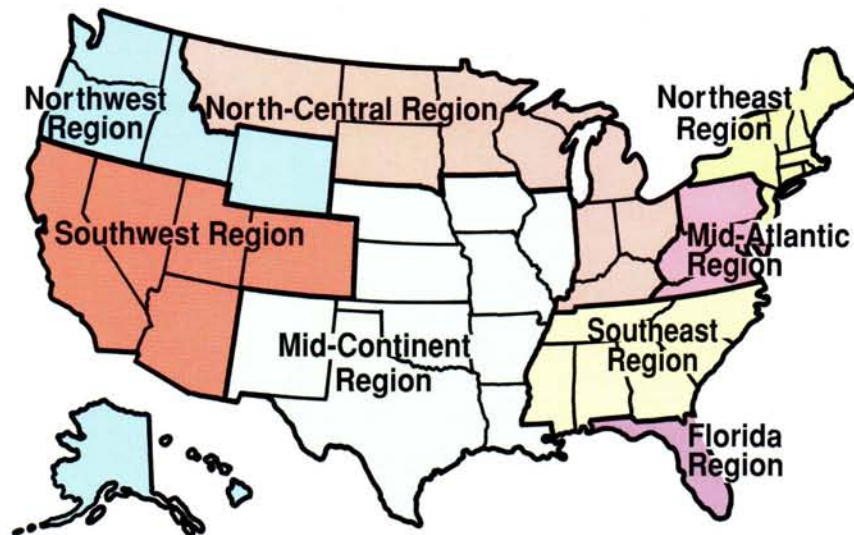 Northwest
Region
North-Central Region
Northeast
Region
Southwest Region
Mid-Atlantic
Region
Mid-Continent
Region
Southeast
Region
Florida
Region